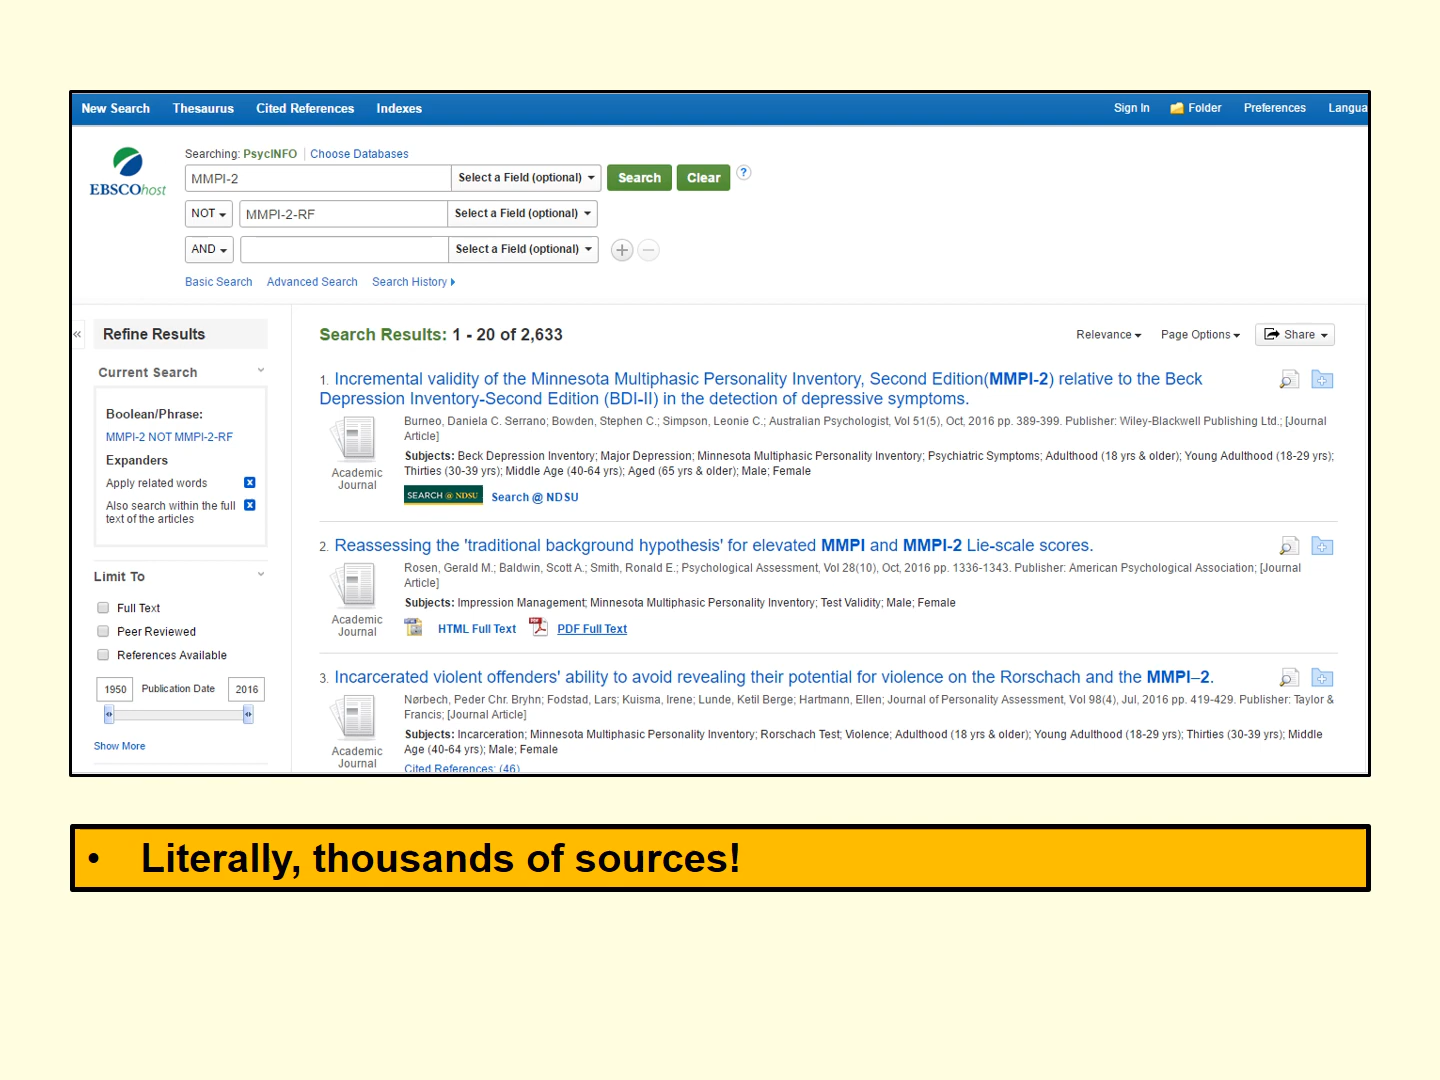 New Search Thesaurus Cited References Indexes Sign In Folder Preferences Langua
Searching: PsycINFO Choose Databases
EBSCOhost
MMPI-2 Select a Field (optional) Search Clear ?
NOT MMPI-2-RF Select a Field (optional)
AND Select a Field (optional)
Basic Search Advanced Search Search History
« Refine Results
Current Search
Boolean/Phrase:
MMPI-2 NOT MMPI-2-RF
Expanders
Apply related words
Also search within the full
text of the articles
Limit To
Full Text
Peer Reviewed
References Available
1950 Publication Date 2016
Show More
Search Results: 1 - 20 of 2,633
Relevance Page Options Share
1. Incremental validity of the Minnesota Multiphasic Personality Inventory, Second Edition(MMPI-2) relative to the Beck
Depression Inventory-Second Edition (BDI-II) in the detection of depressive symptoms.
Burneo, Daniela C. Serrano; Bowden, Stephen C.; Simpson, Leonie C.; Australian Psychologist, Vol 51(5), Oct, 2016 pp. 389-399. Publisher: Wiley-Blackwell Publishing Ltd.; [Journal
Article]
Academic
Journal
Subjects: Beck Depression Inventory; Major Depression; Minnesota Multiphasic Personality Inventory; Psychiatric Symptoms; Adulthood (18 yrs & older); Young Adulthood (18-29 yrs);
Thirties (30-39 yrs); Middle Age (40-64 yrs); Aged (65 yrs & older); Male; Female
SEARCH @ NDSU Search @ NDSU
2. Reassessing the 'traditional background hypothesis' for elevated MMPI and MMPI-2 Lie-scale scores.
Rosen, Gerald M.; Baldwin, Scott A.; Smith, Ronald E.; Psychological Assessment, Vol 28(10), Oct, 2016 pp. 1336-1343. Publisher: American Psychological Association; [Journal
Article]
Academic
Journal
Subjects: Impression Management; Minnesota Multiphasic Personality Inventory; Test Validity; Male; Female
HTML Full Text PDF Full Text
3. Incarcerated violent offenders' ability to avoid revealing their potential for violence on the Rorschach and the MMPI–2.
Nørbech, Peder Chr. Bryhn; Fodstad, Lars; Kuisma, Irene; Lunde, Ketil Berge; Hartmann, Ellen; Journal of Personality Assessment, Vol 98(4), Jul, 2016 pp. 419-429. Publisher: Taylor &
Francis; [Journal Article]
Academic
Journal
Subjects: Incarceration; Minnesota Multiphasic Personality Inventory; Rorschach Test; Violence; Adulthood (18 yrs & older); Young Adulthood (18-29 yrs); Thirties (30-39 yrs); Middle
Age (40-64 yrs); Male; Female
Cited References: (46)
• Literally, thousands of sources!